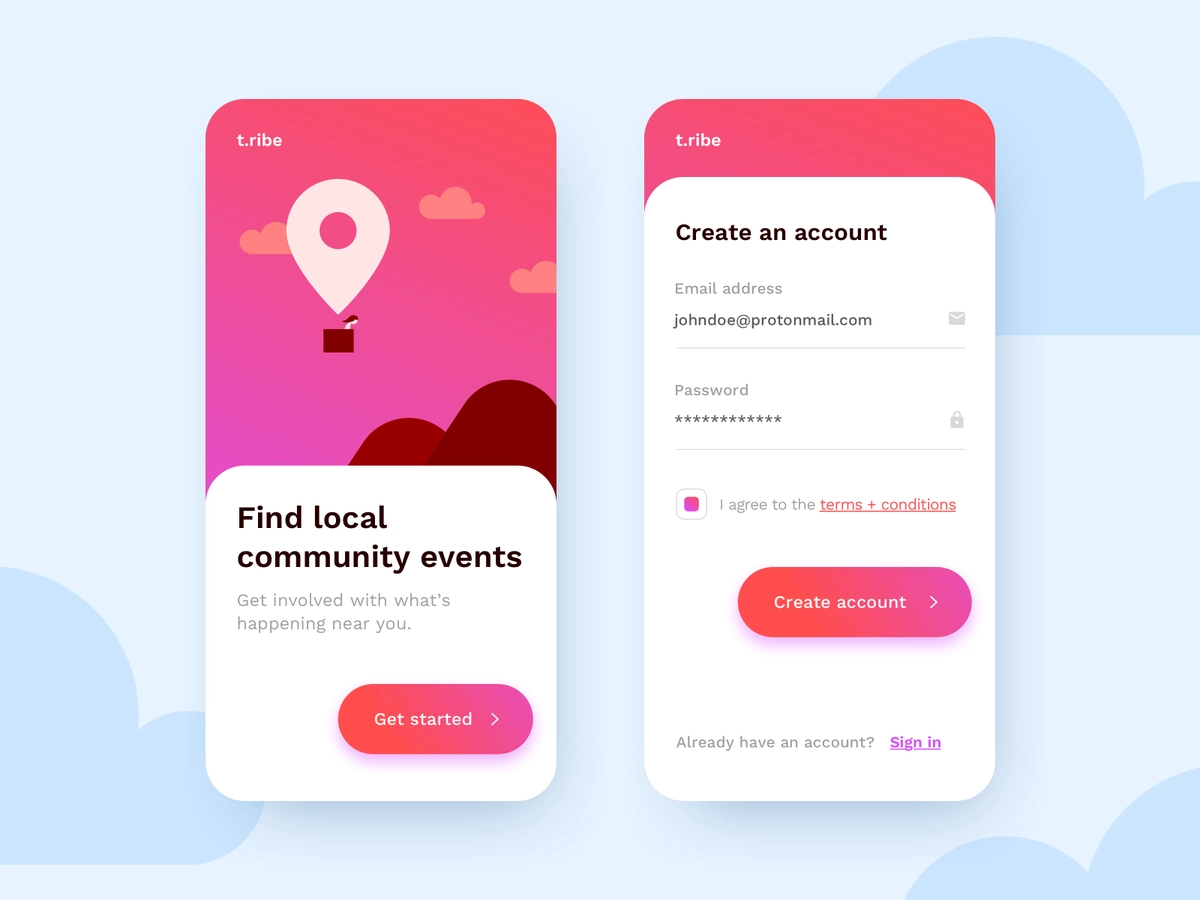 t.ribe
Find local
community events
Get involved with what’s
happening near you.
Get started
t.ribe
Create an account
Email address
johndoe@protonmail.com
Password
************
I agree to the terms + conditions
Create account
Already have an account? Sign in